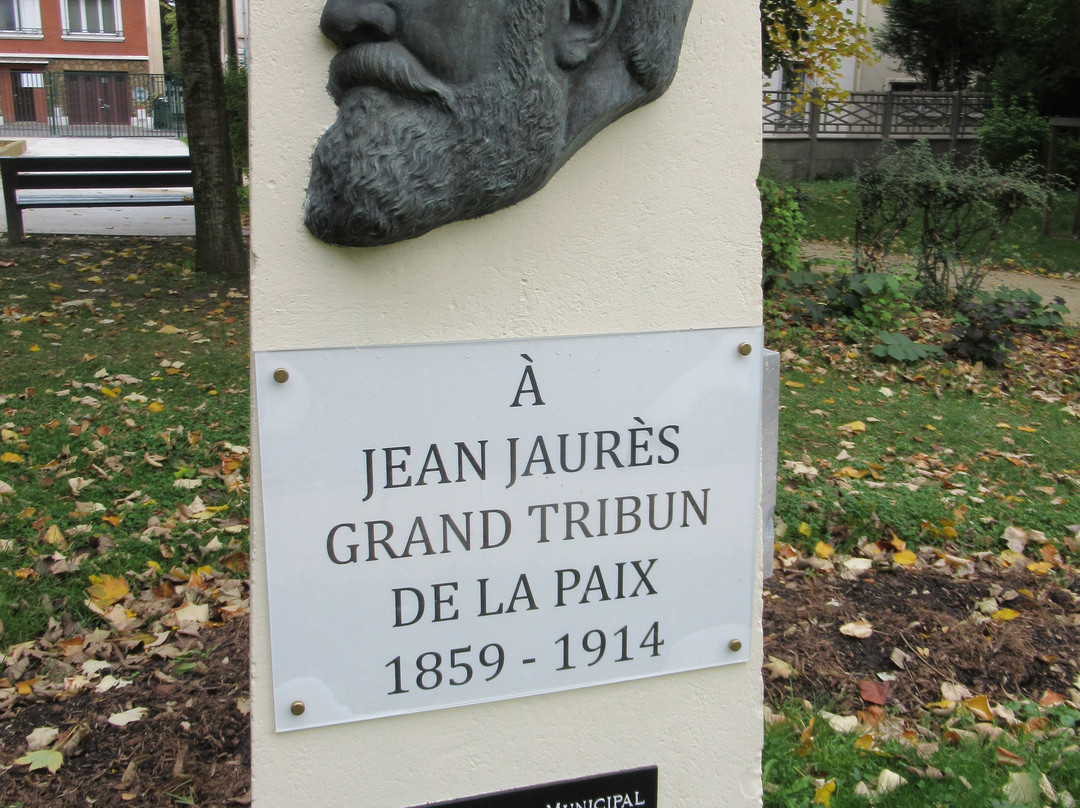 À
JEAN JAURÈS
GRAND TRIBUN
DE LA PAIX
1859 - 1914
MUNICIPAL